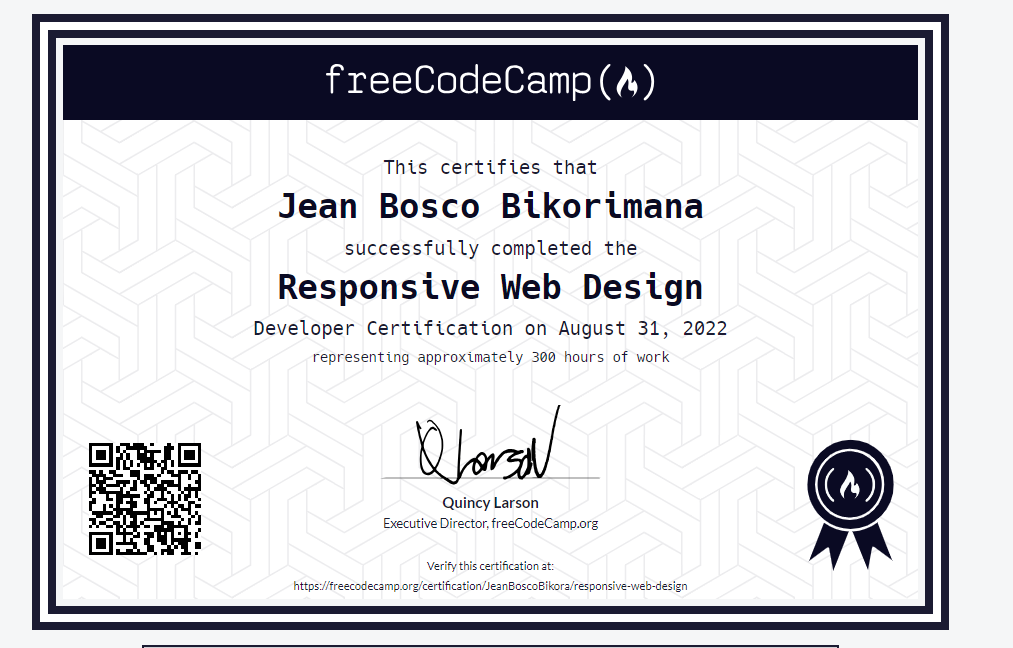 freeCodeCamp
This certifies that
Jean Bosco Bikorimana
successfully completed the
Responsive Web Design
Developer Certification on August 31, 2022
representing approximately 300 hours of work
Q Larson
Quincy Larson
Executive Director, freeCodeCamp.org
Verify this certification at:
https://freecodecamp.org/certification/JeanBoscoBikora/responsive-web-design